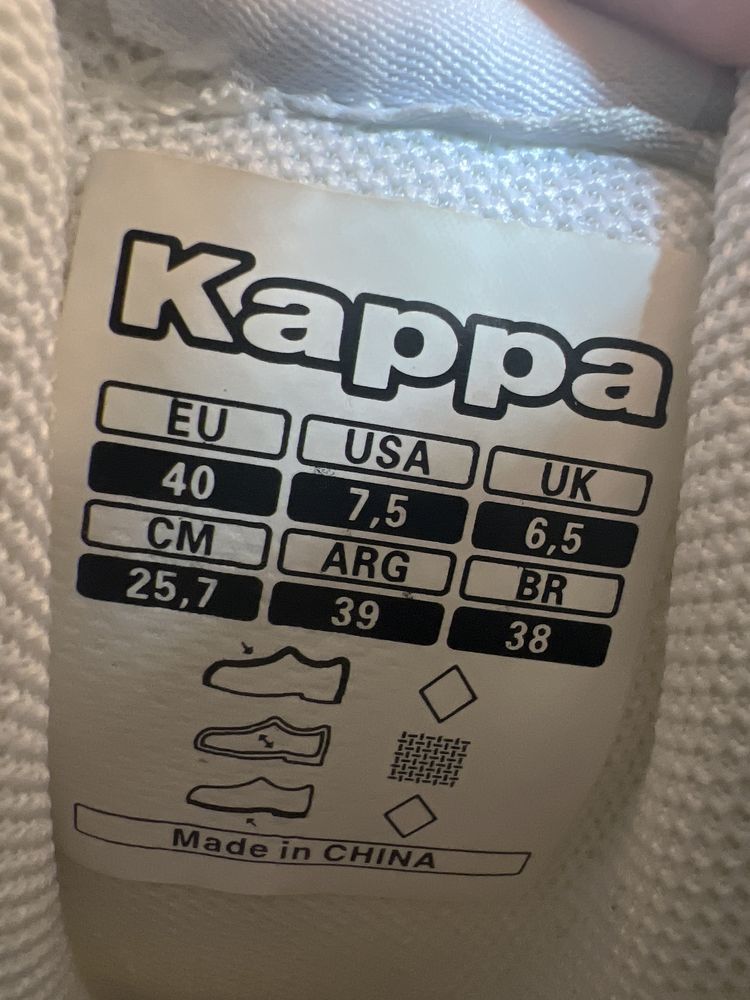 Kappa
EU USA UK
40 7,5 6,5
CM ARG BR
25,7 39 38
Made in CHINA